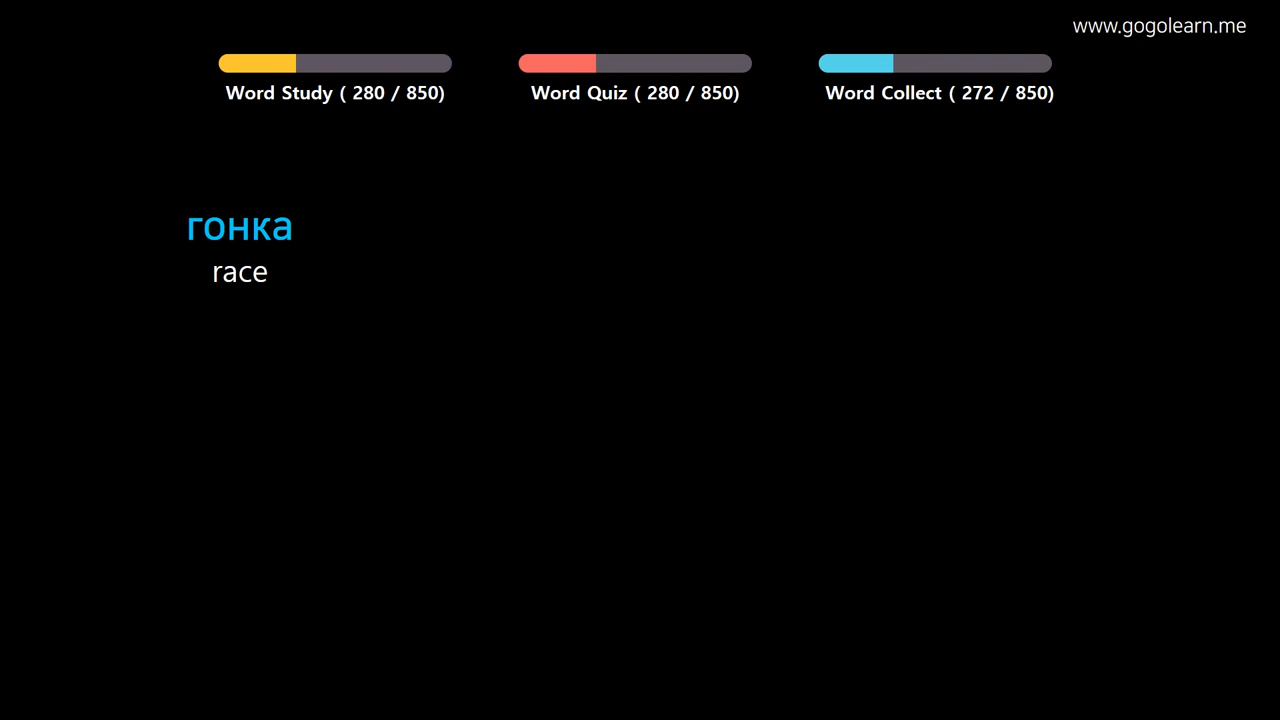 www.gogolearn.me
Word Study ( 280 / 850)
Word Quiz ( 280 / 850)
Word Collect ( 272 / 850)
гонка
race